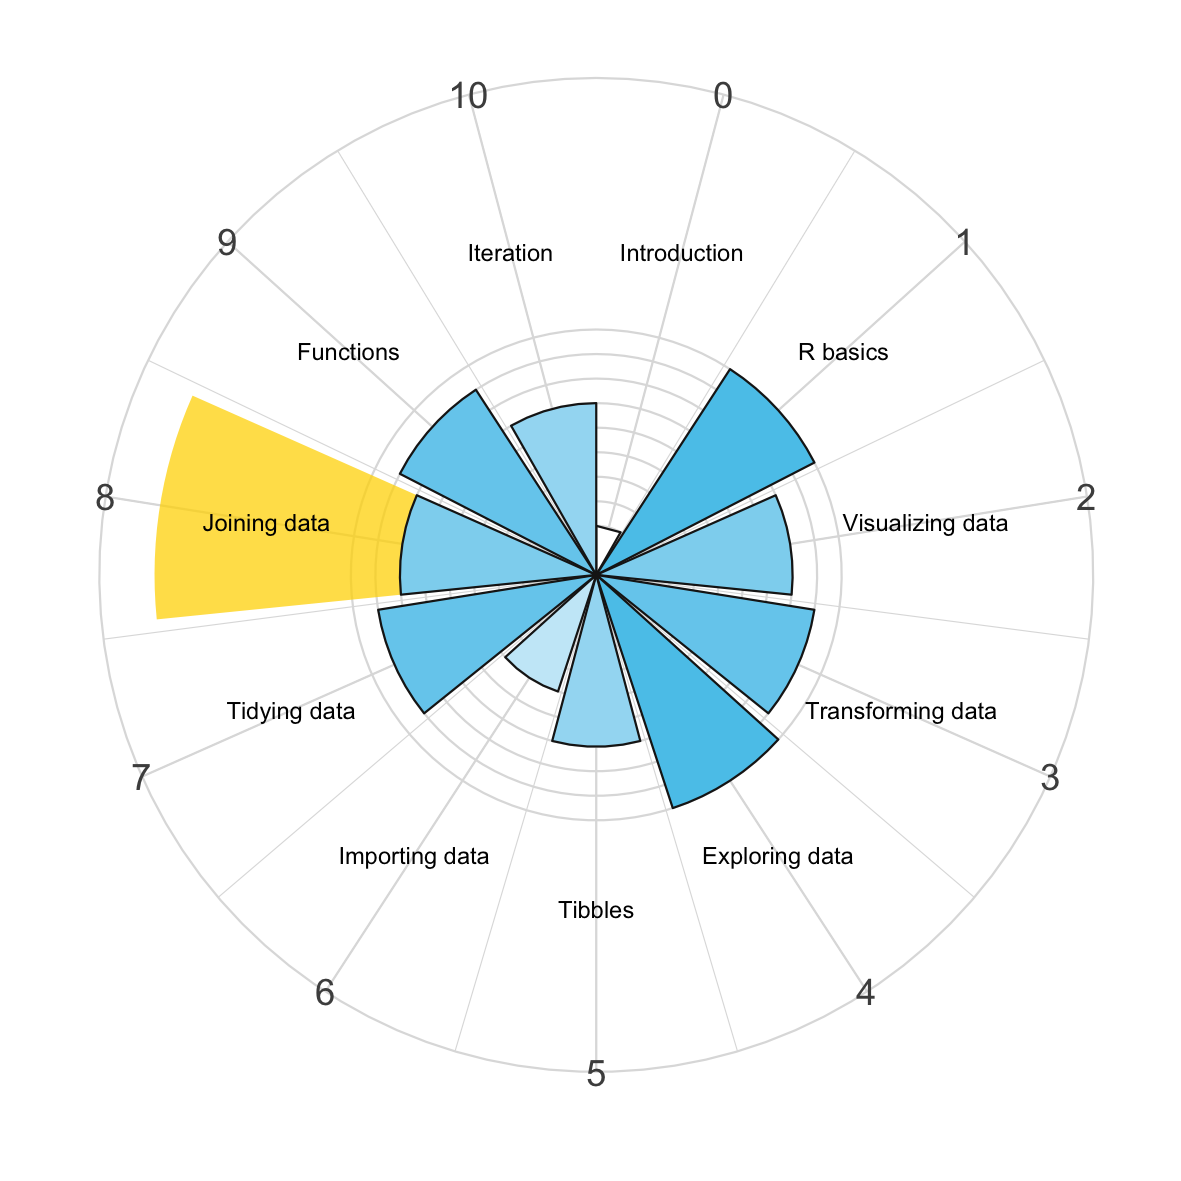 10
0
9
1
Iteration
Introduction
Functions
R basics
8
2
Joining data
Visualizing data
Tidying data
Transforming data
7
3
Importing data
Exploring data
Tibbles
6
4
5